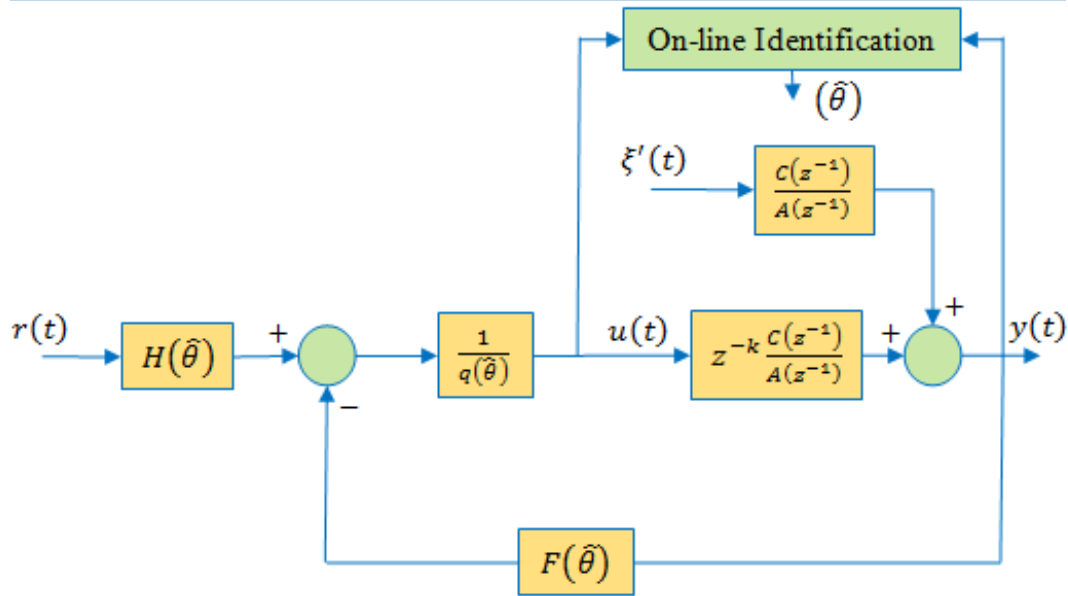 On-line Identification
(θ̂)
ξ′(t)
C(z⁻¹)
A(z⁻¹)
+
r(t)
H(θ̂)
+
−
1
q(θ̂)
u(t)
z⁻ᵏ C(z⁻¹)
A(z⁻¹)
+
y(t)
F(θ̂)